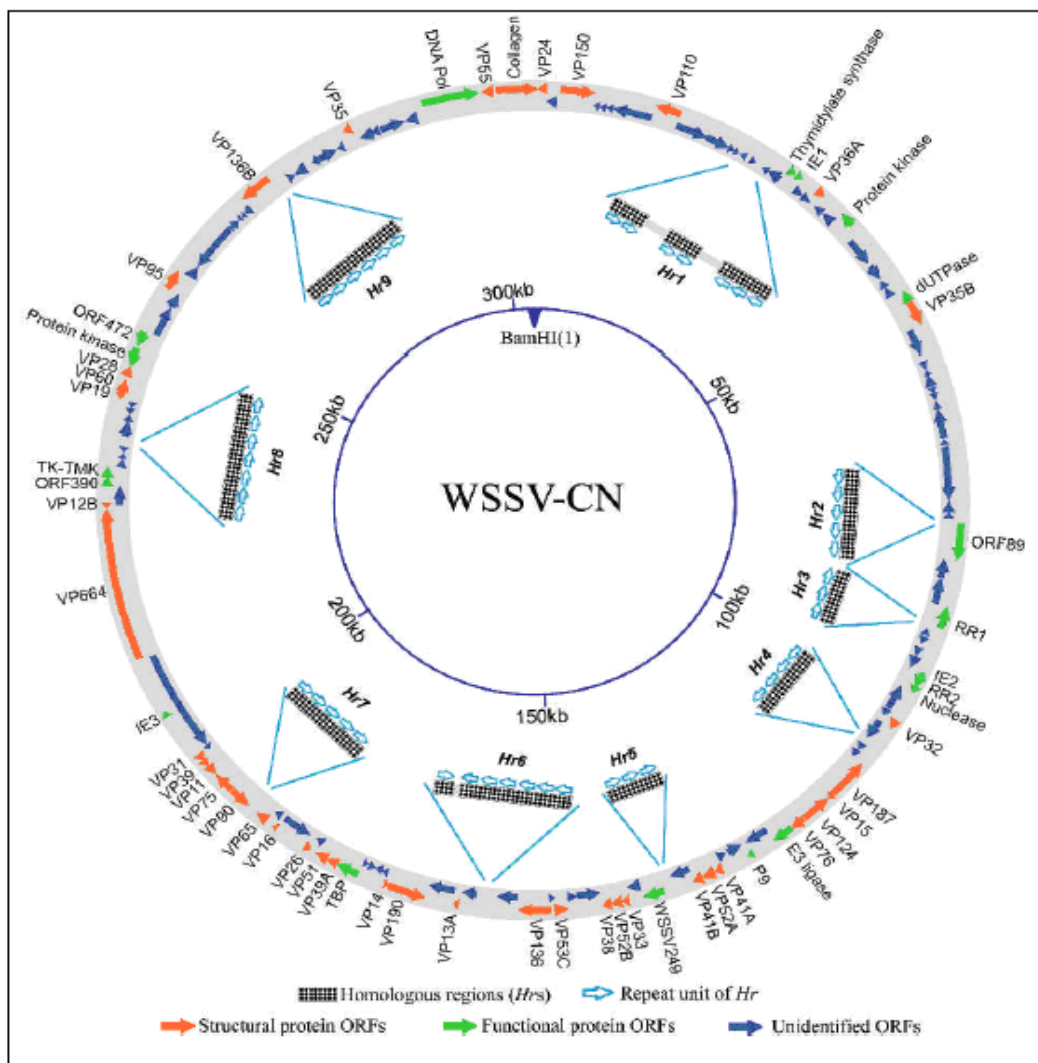 DNA Pol
VP55
Collagen
VP24
VP150
VP110
Thymidylate synthase
IE1
VP36A
Protein kinase
dUTPase
VP35B
ORF89
RR1
IE2
RR2
Nuclease
VP32
VP187
VP15
VP124
VP76
E3 ligase
P9
VP41A
VP52A
VP41B
WSSV249
VP33
VP52B
VP38
VP53C
VP136
VP13A
VP190
VP14
TBP
VP39A
VP51
VP26
VP16
VP65
VP90
VP75
VP11
VP39
VP31
IE3
VP664
VP12B
ORF390
TK-TMK
VP19
VP60
VP28
Protein kinase
ORF472
VP95
VP136B
VP35
Hr1
Hr2
Hr3
Hr4
Hr5
Hr6
Hr7
Hr8
Hr9
300kb
BamHI(1)
50kb
100kb
150kb
200kb
250kb
WSSV-CN
Homologous regions (Hrs)
Repeat unit of Hr
Structural protein ORFs
Functional protein ORFs
Unidentified ORFs